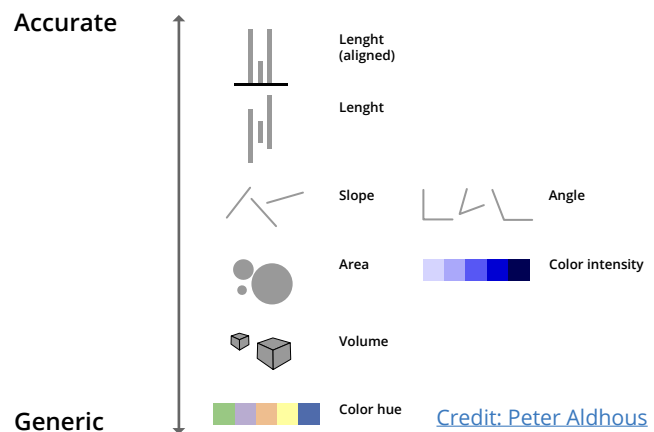 Accurate
Lenght
(aligned)
Lenght
Slope
Angle
Area
Color intensity
Volume
Color hue
Generic
Credit: Peter Aldhous